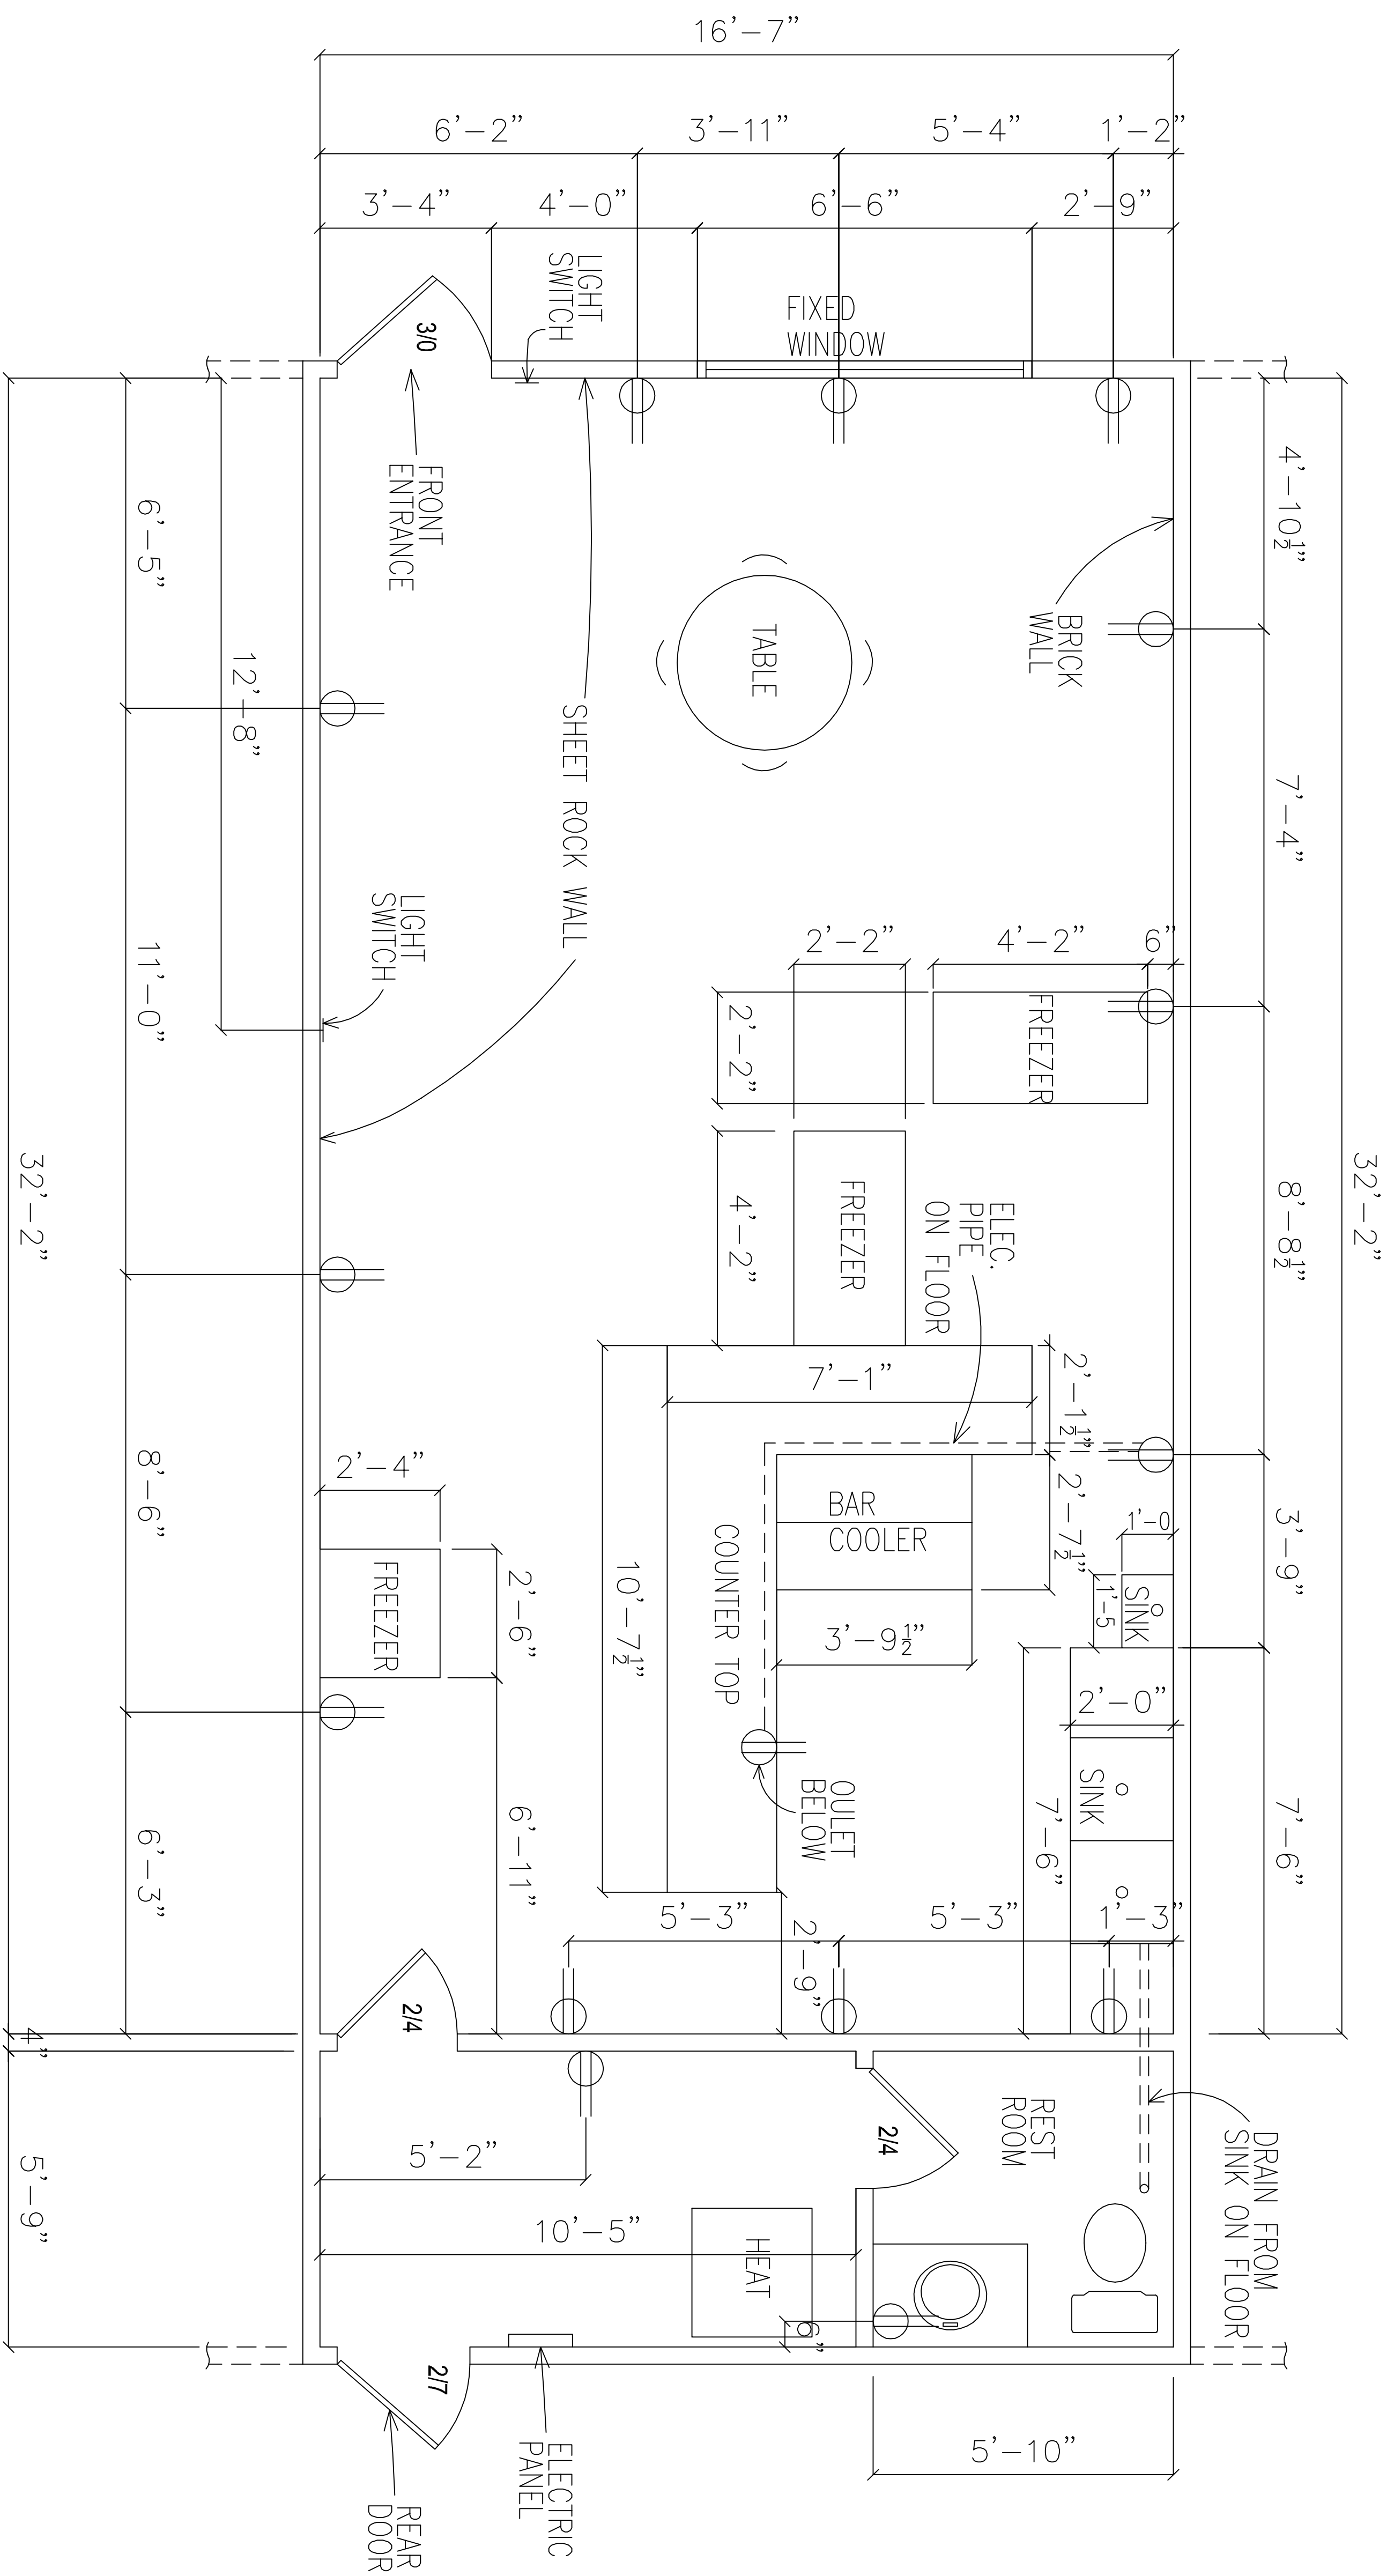 16'-7"
6'-2"
3'-11"
5'-4"
1'-2"
3'-4"
4'-0"
6'-6"
2'-9"
LIGHT
SWITCH
FIXED
WINDOW
3/0
FRONT
ENTRANCE
4'-10½"
7'-4"
8'-8½"
3'-9"
7'-6"
32'-2"
6'-5"
11'-0"
8'-6"
6'-3"
12'-8"
32'-2"
4"
5'-9"
BRICK
WALL
TABLE
SHEET ROCK WALL
LIGHT
SWITCH
2'-2"
4'-2"
6"
FREEZER
2'-2"
FREEZER
4'-2"
ELEC.
PIPE
ON FLOOR
7'-1"
2'-1½"
2'-7½"
BAR
COOLER
3'-9½"
COUNTER TOP
10'-7½"
2'-4"
FREEZER
2'-6"
6'-11"
1'-0
SINK
1'-5
2'-0"
SINK
7'-6"
OULET
BELOW
5'-3"
5'-3"
1'-3"
2'-9"
2/4
2/4
REST
ROOM
DRAIN FROM
SINK ON FLOOR
5'-2"
10'-5"
HEAT
2/7
REAR
DOOR
ELECTRIC
PANEL
5'-10"